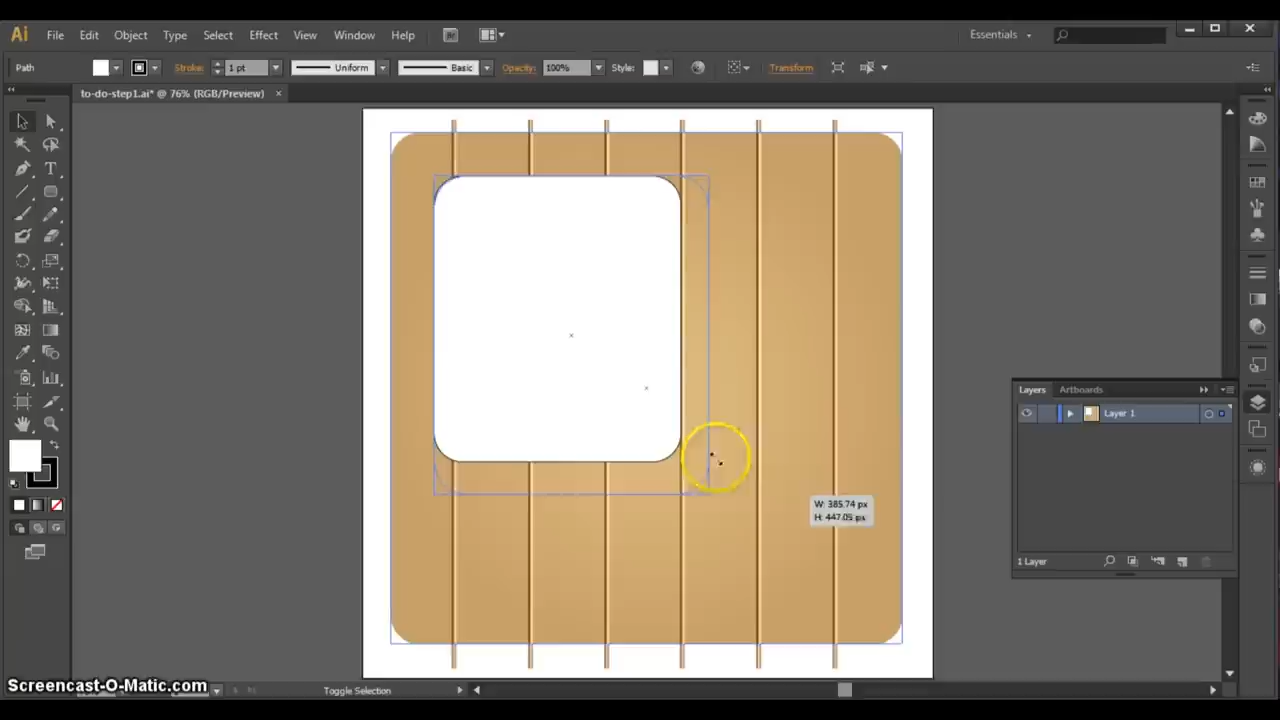 Ai File Edit Object Type Select Effect View Window Help Br Essentials
Path Stroke: 1 pt Uniform Basic Opacity: 100% Style: Transform
to-do-step1.ai* @ 76% (RGB/Preview) ×
T
W: 385.74 px
H: 447.05 px
Layers Artboards
Layer 1
1 Layer
Toggle Selection
Screencast-O-Matic.com